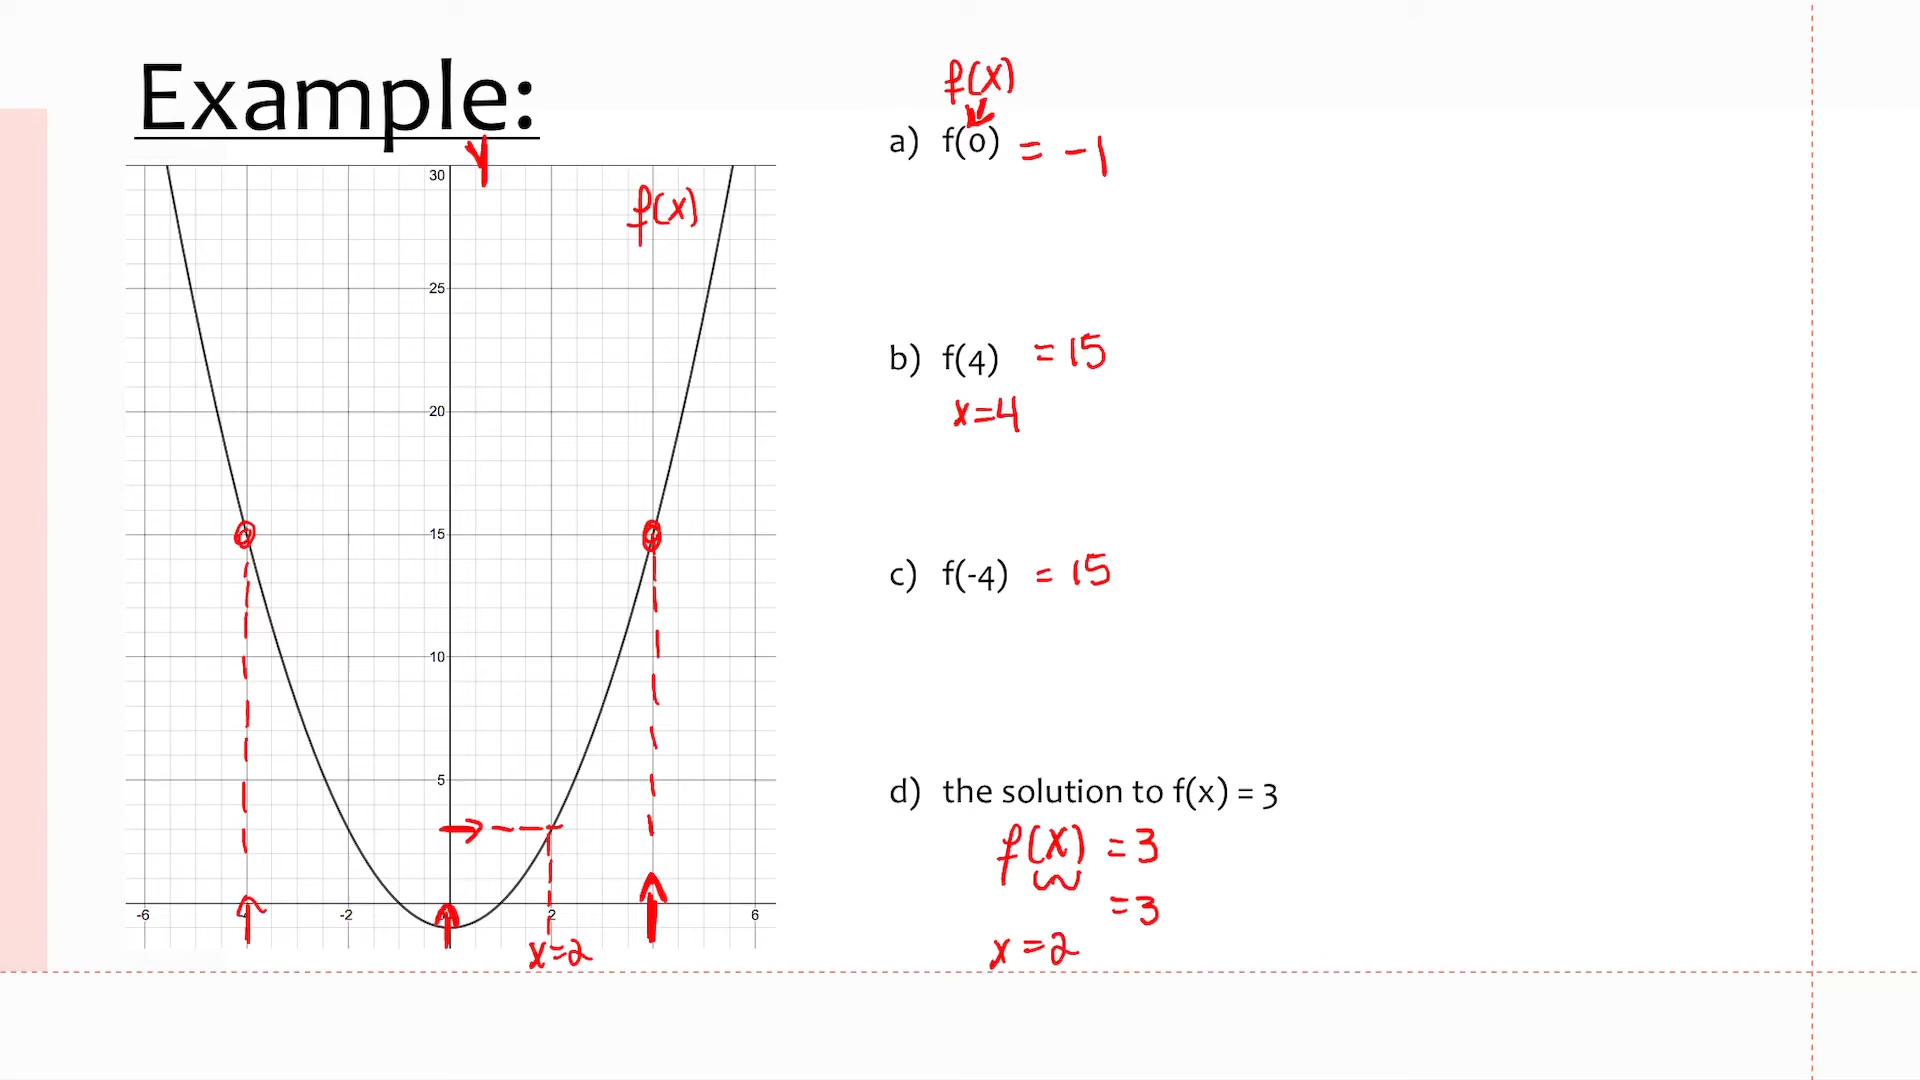 Example:
y
f(x)
30
25
20
15
10
5
-6
-2
2
6
x=2
f(x)
a) f(0) = -1
b) f(4) = 15
x=4
c) f(-4) = 15
d) the solution to f(x) = 3
f(x) = 3
= 3
x = 2